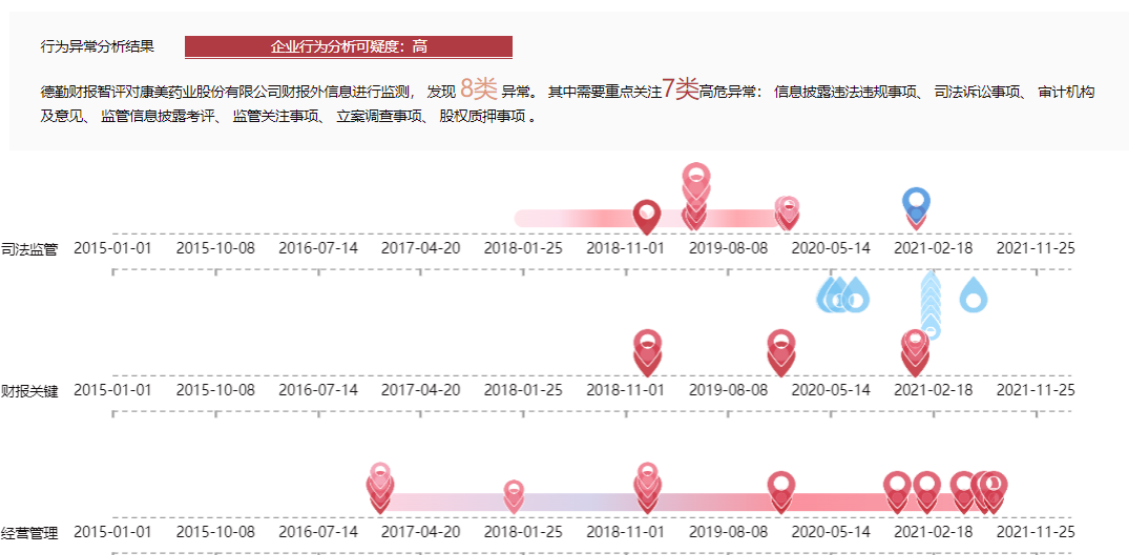 行为异常分析结果 企业行为分析可疑度：高
德勤财报智评对康美药业股份有限公司财报外信息进行监测， 发现 8类 异常。 其中需要重点关注7类高危异常： 信息披露违法违规事项、 司法诉讼事项、 审计机构
及意见、 监管信息披露考评、 监管关注事项、 立案调查事项、 股权质押事项 。
司法监管 2015-01-01 2015-10-08 2016-07-14 2017-04-20 2018-01-25 2018-11-01 2019-08-08 2020-05-14 2021-02-18 2021-11-25
财报关键 2015-01-01 2015-10-08 2016-07-14 2017-04-20 2018-01-25 2018-11-01 2019-08-08 2020-05-14 2021-02-18 2021-11-25
经营管理 2015-01-01 2015-10-08 2016-07-14 2017-04-20 2018-01-25 2018-11-01 2019-08-08 2020-05-14 2021-02-18 2021-11-25